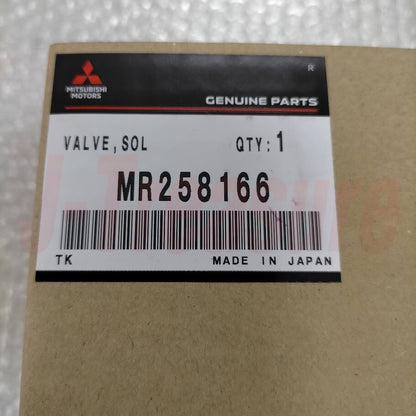 MITSUBISHI
MOTORS
R
GENUINE PARTS
VALVE,SOL QTY:1
MR258166
TK MADE IN JAPAN